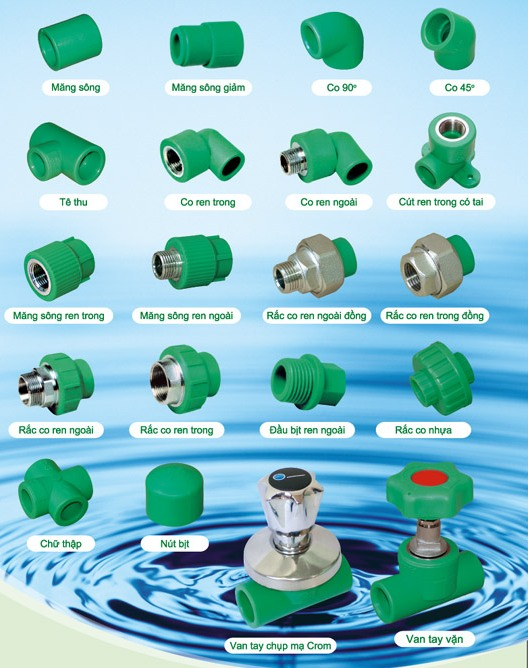 Măng sông
Măng sông giảm
Co 90º
Co 45º
Tê thu
Co ren trong
Co ren ngoài
Cút ren trong có tai
Măng sông ren trong
Măng sông ren ngoài
Rắc co ren ngoài đồng
Rắc co ren trong đồng
Rắc co ren ngoài
Rắc co ren trong
Đầu bịt ren ngoài
Rắc co nhựa
Chữ thập
Nút bịt
Van tay chụp mạ Crom
Van tay vặn